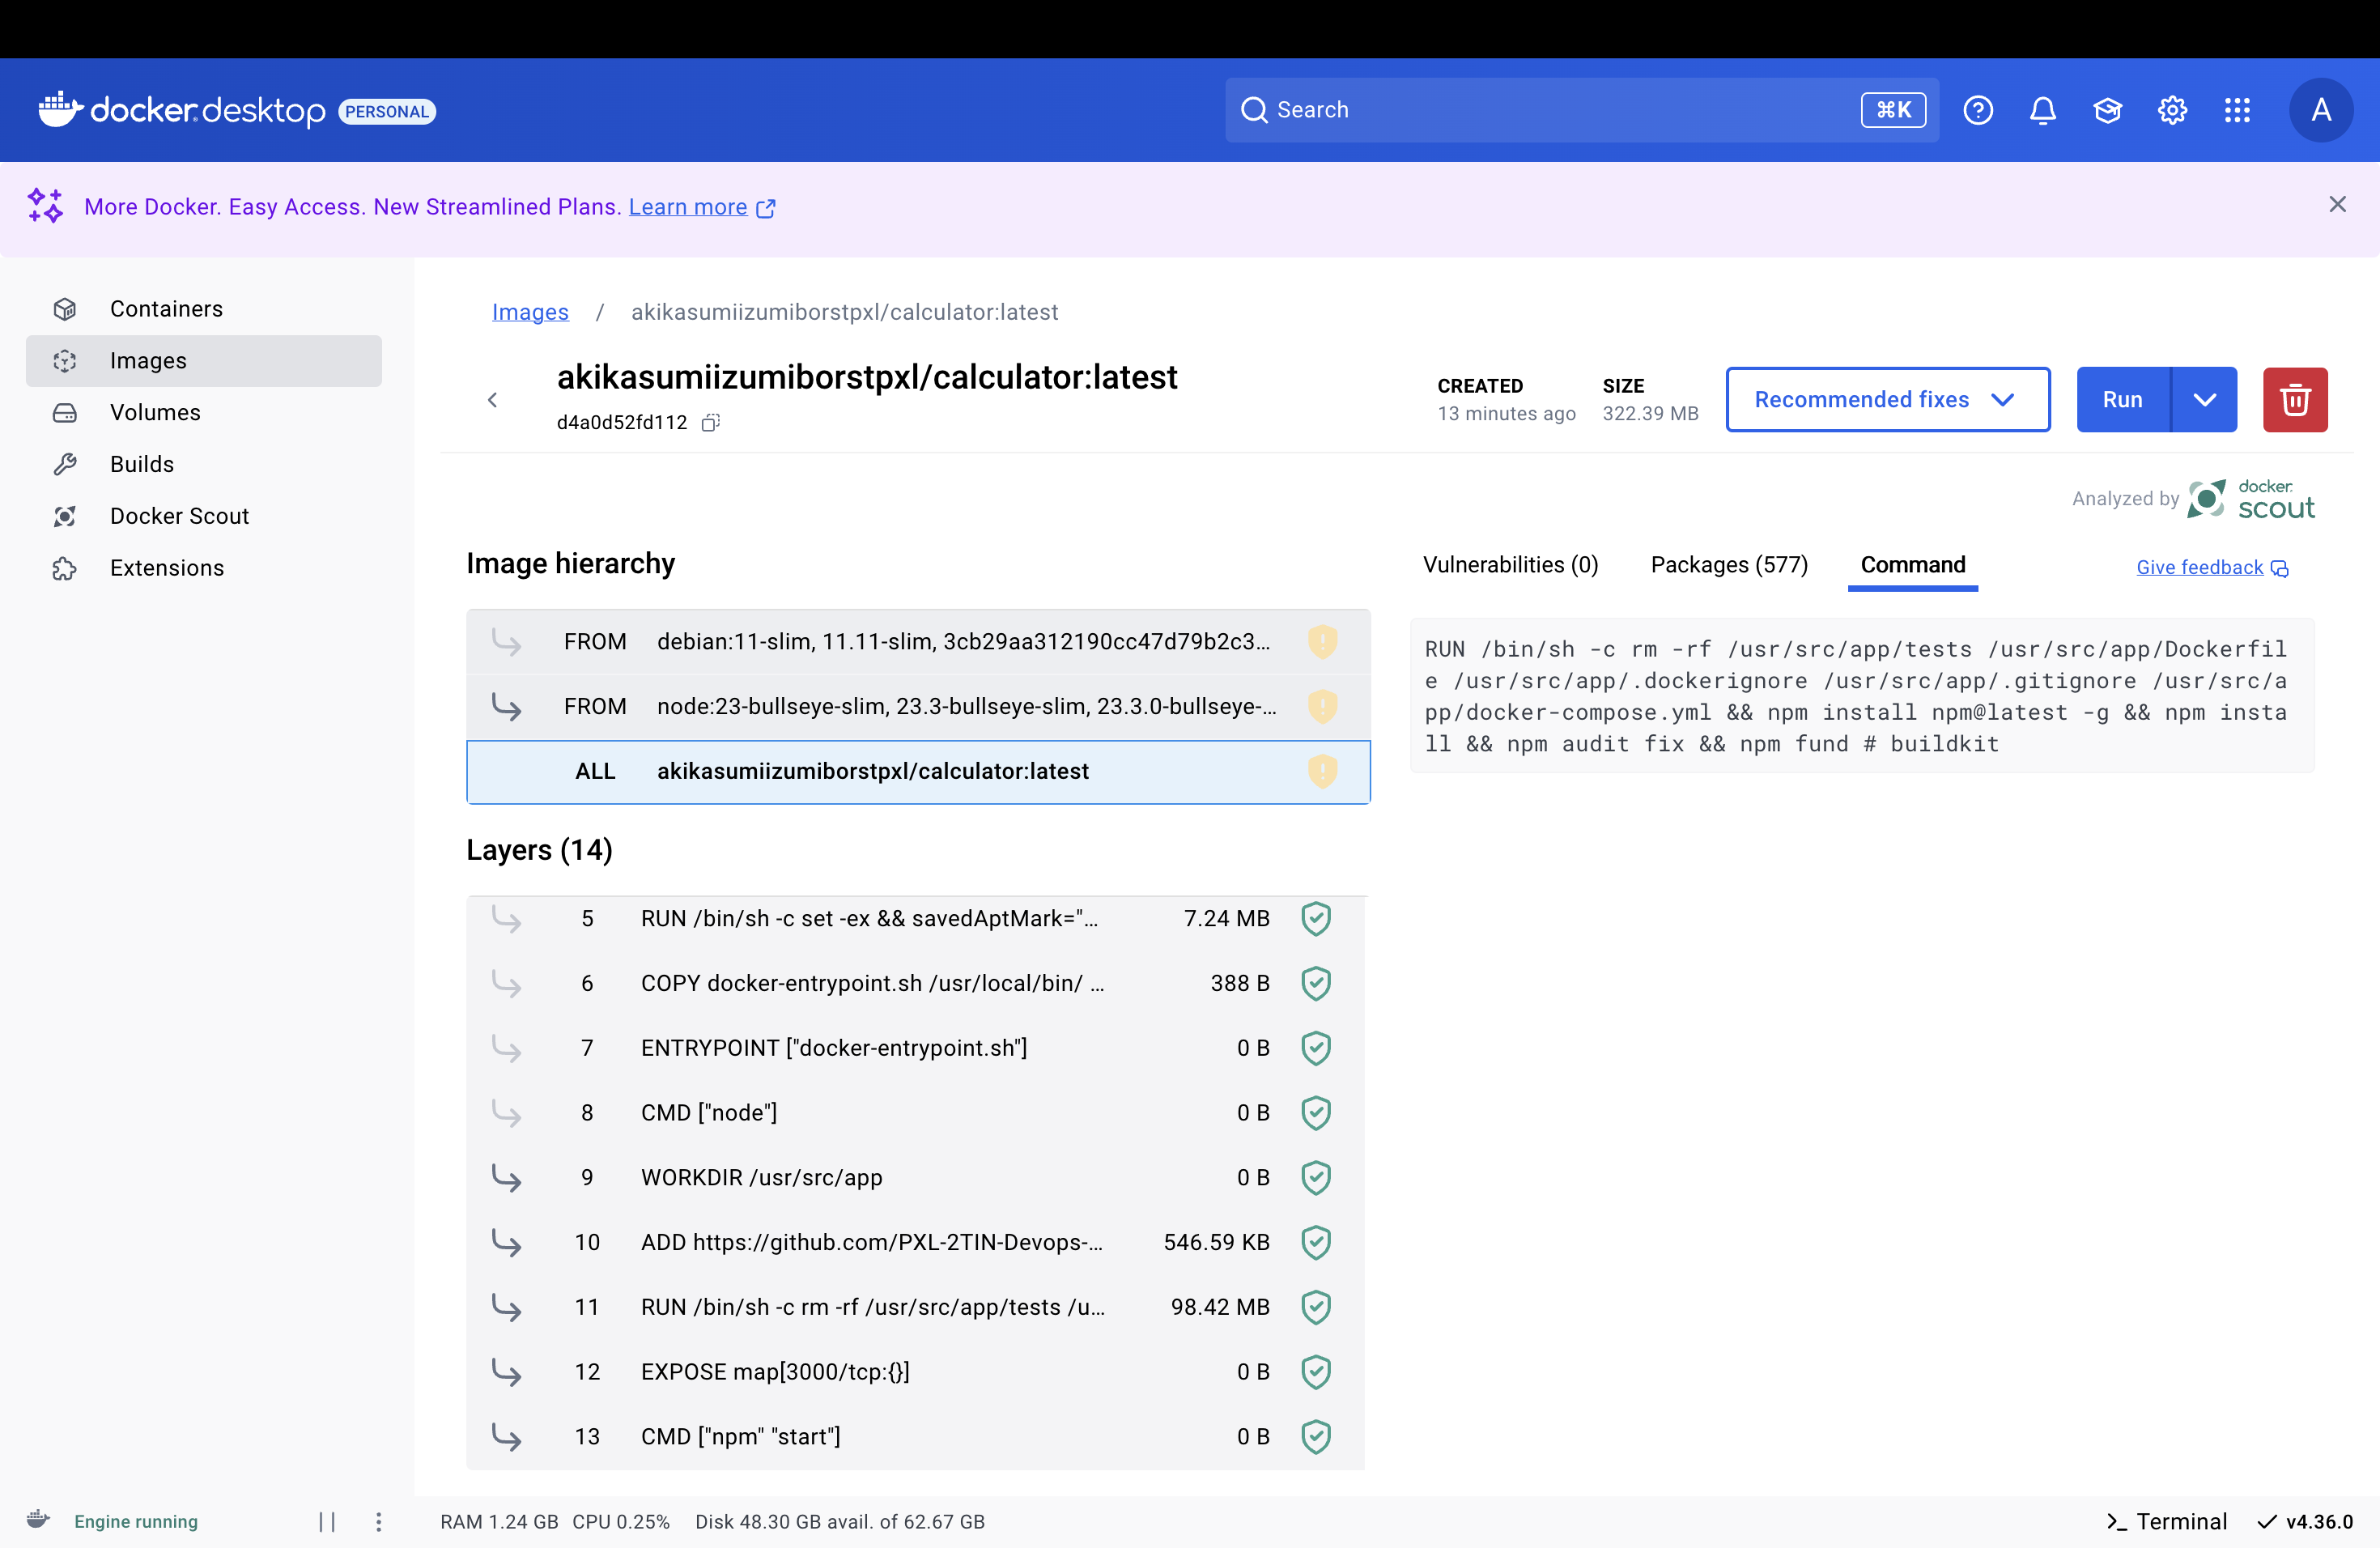 docker.desktop PERSONAL
Search ⌘K
A
More Docker. Easy Access. New Streamlined Plans. Learn more
Containers
Images
Volumes
Builds
Docker Scout
Extensions
Images / akikasumiizumiborstpxl/calculator:latest
akikasumiizumiborstpxl/calculator:latest
d4a0d52fd112
CREATED
13 minutes ago
SIZE
322.39 MB
Recommended fixes
Run
Analyzed by docker scout
Image hierarchy
FROM debian:11-slim, 11.11-slim, 3cb29aa312190cc47d79b2c3...
FROM node:23-bullseye-slim, 23.3-bullseye-slim, 23.3.0-bullseye-...
ALL akikasumiizumiborstpxl/calculator:latest
Layers (14)
5 RUN /bin/sh -c set -ex && savedAptMark="... 7.24 MB
6 COPY docker-entrypoint.sh /usr/local/bin/ ... 388 B
7 ENTRYPOINT ["docker-entrypoint.sh"] 0 B
8 CMD ["node"] 0 B
9 WORKDIR /usr/src/app 0 B
10 ADD https://github.com/PXL-2TIN-Devops-... 546.59 KB
11 RUN /bin/sh -c rm -rf /usr/src/app/tests /u... 98.42 MB
12 EXPOSE map[3000/tcp:{}] 0 B
13 CMD ["npm" "start"] 0 B
Vulnerabilities (0) Packages (577) Command Give feedback
RUN /bin/sh -c rm -rf /usr/src/app/tests /usr/src/app/Dockerfil
e /usr/src/app/.dockerignore /usr/src/app/.gitignore /usr/src/a
pp/docker-compose.yml && npm install npm@latest -g && npm insta
ll && npm audit fix && npm fund # buildkit
Engine running
RAM 1.24 GB CPU 0.25% Disk 48.30 GB avail. of 62.67 GB
Terminal v4.36.0